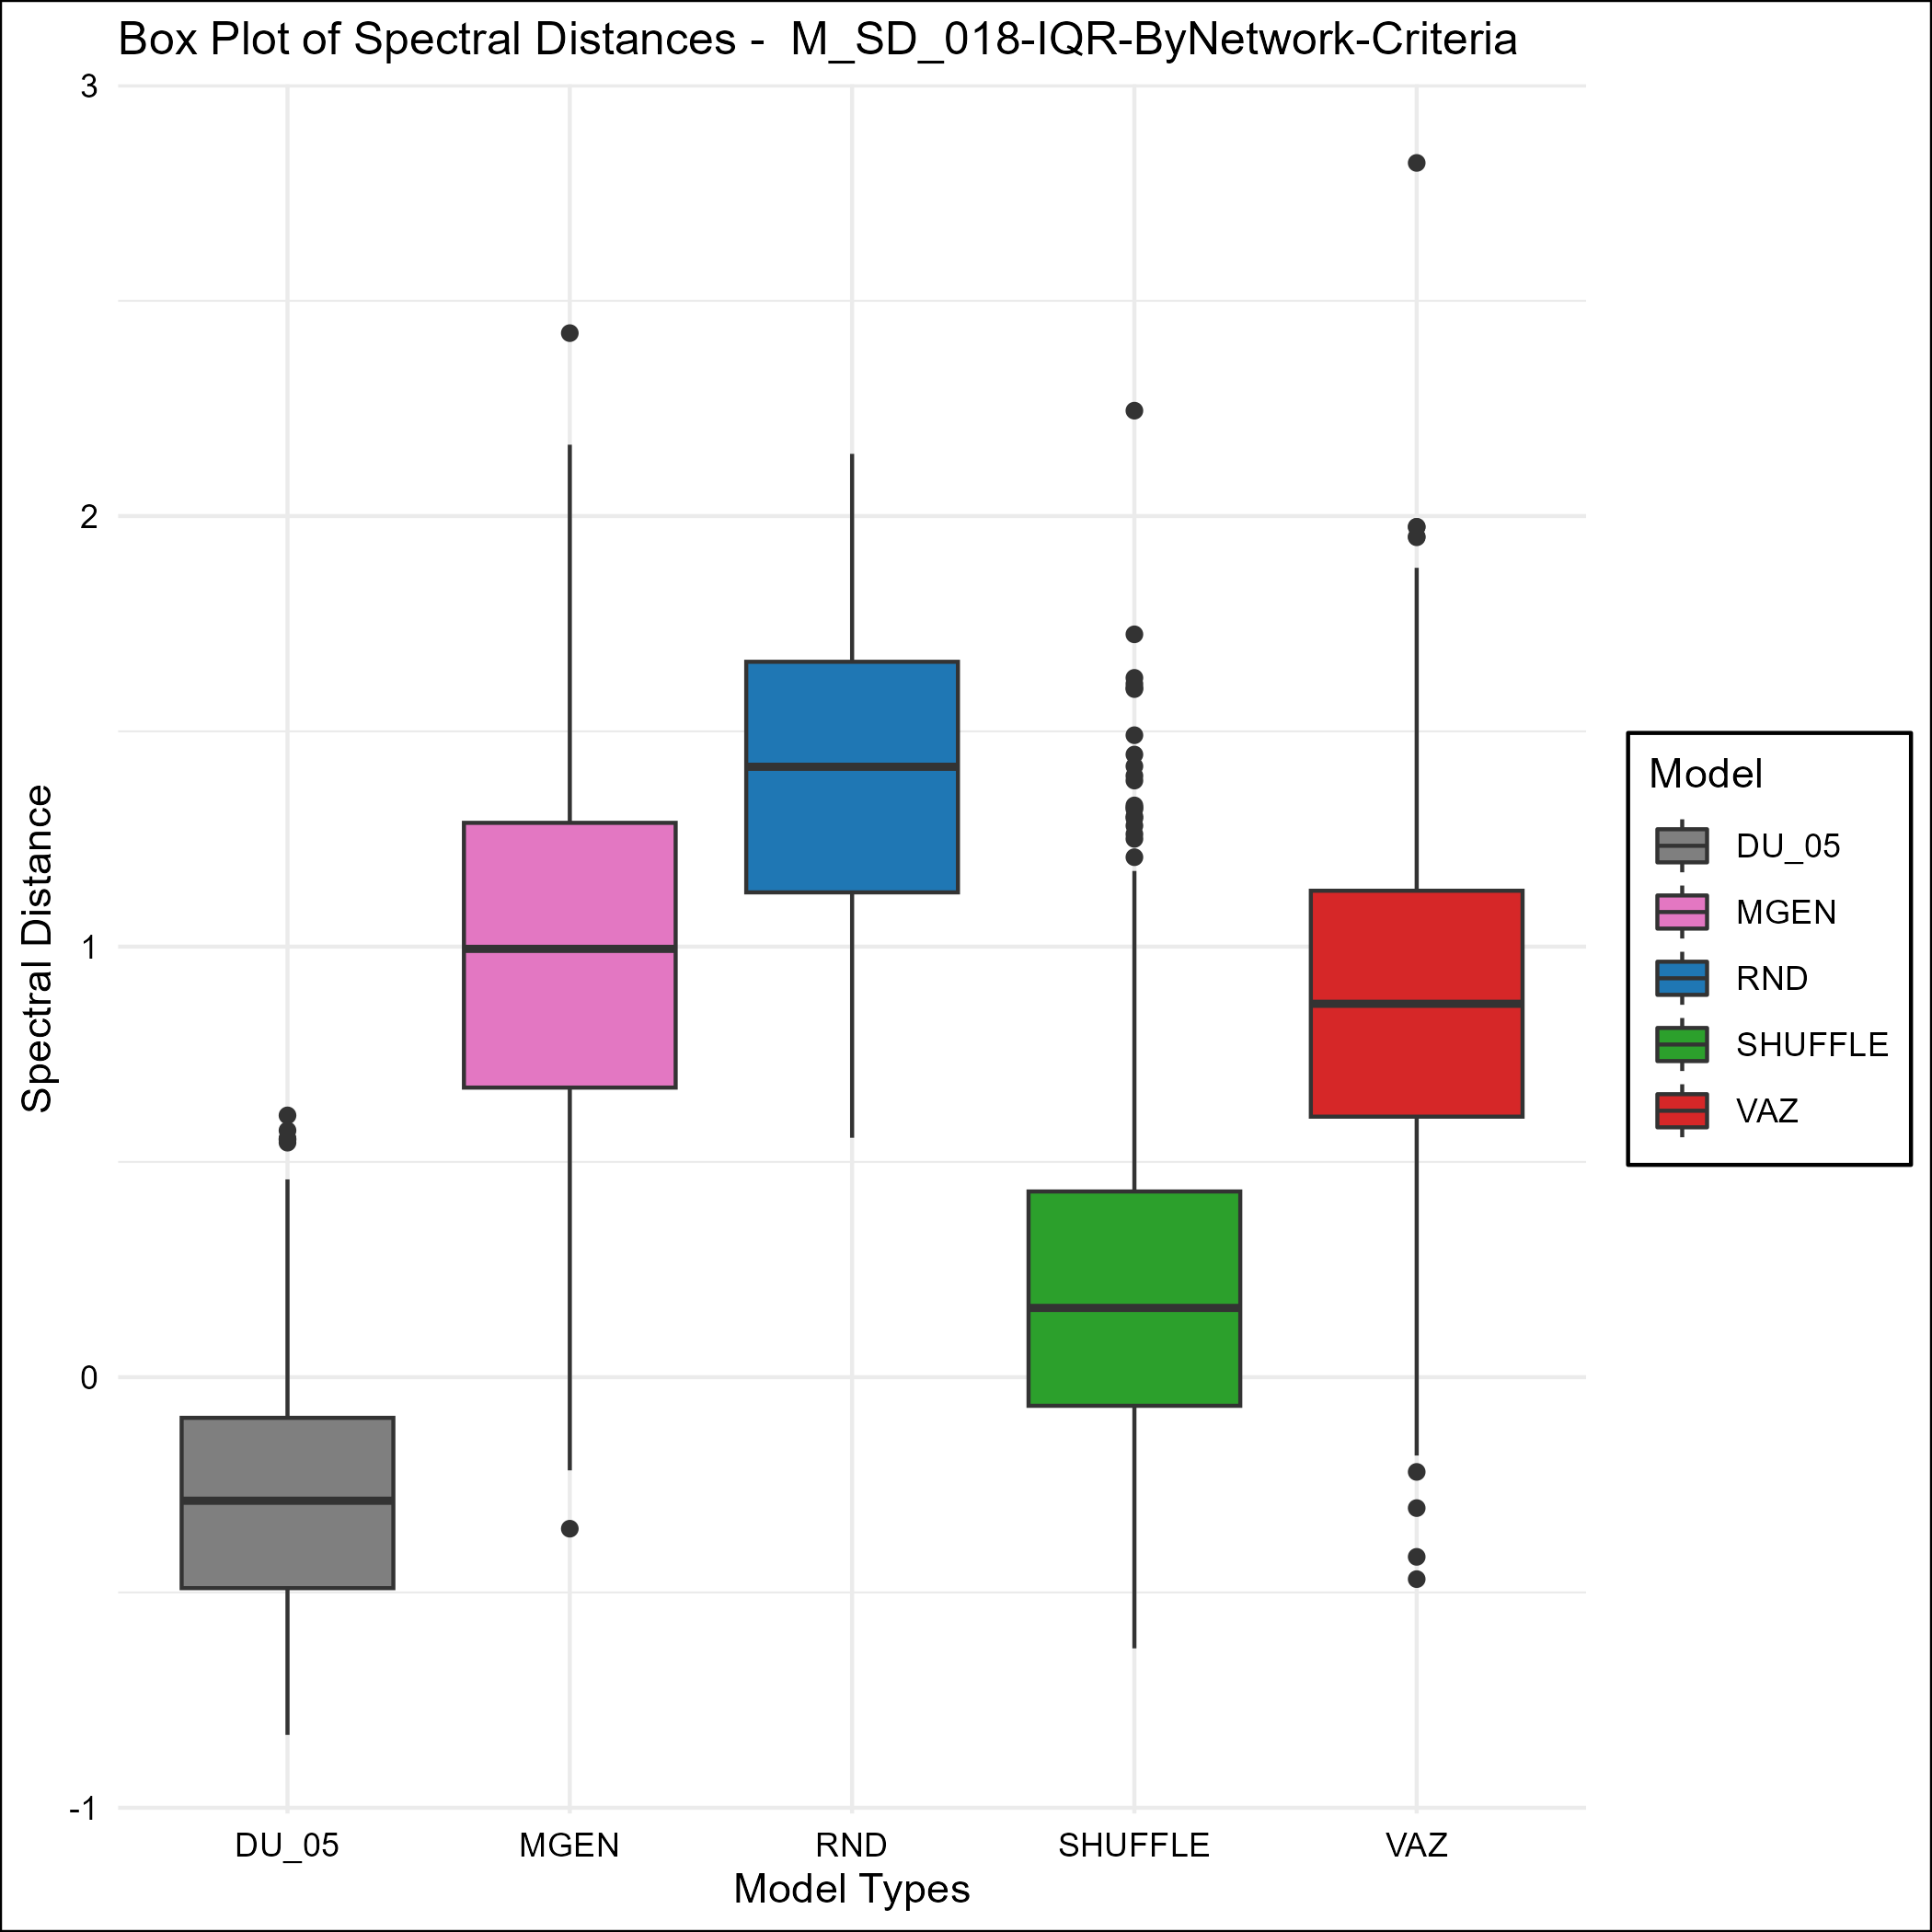 Box Plot of Spectral Distances -  M_SD_018-IQR-ByNetwork-Criteria
3
2
1
0
-1
Spectral Distance
DU_05
MGEN
RND
SHUFFLE
VAZ
Model Types
Model
DU_05
MGEN
RND
SHUFFLE
VAZ